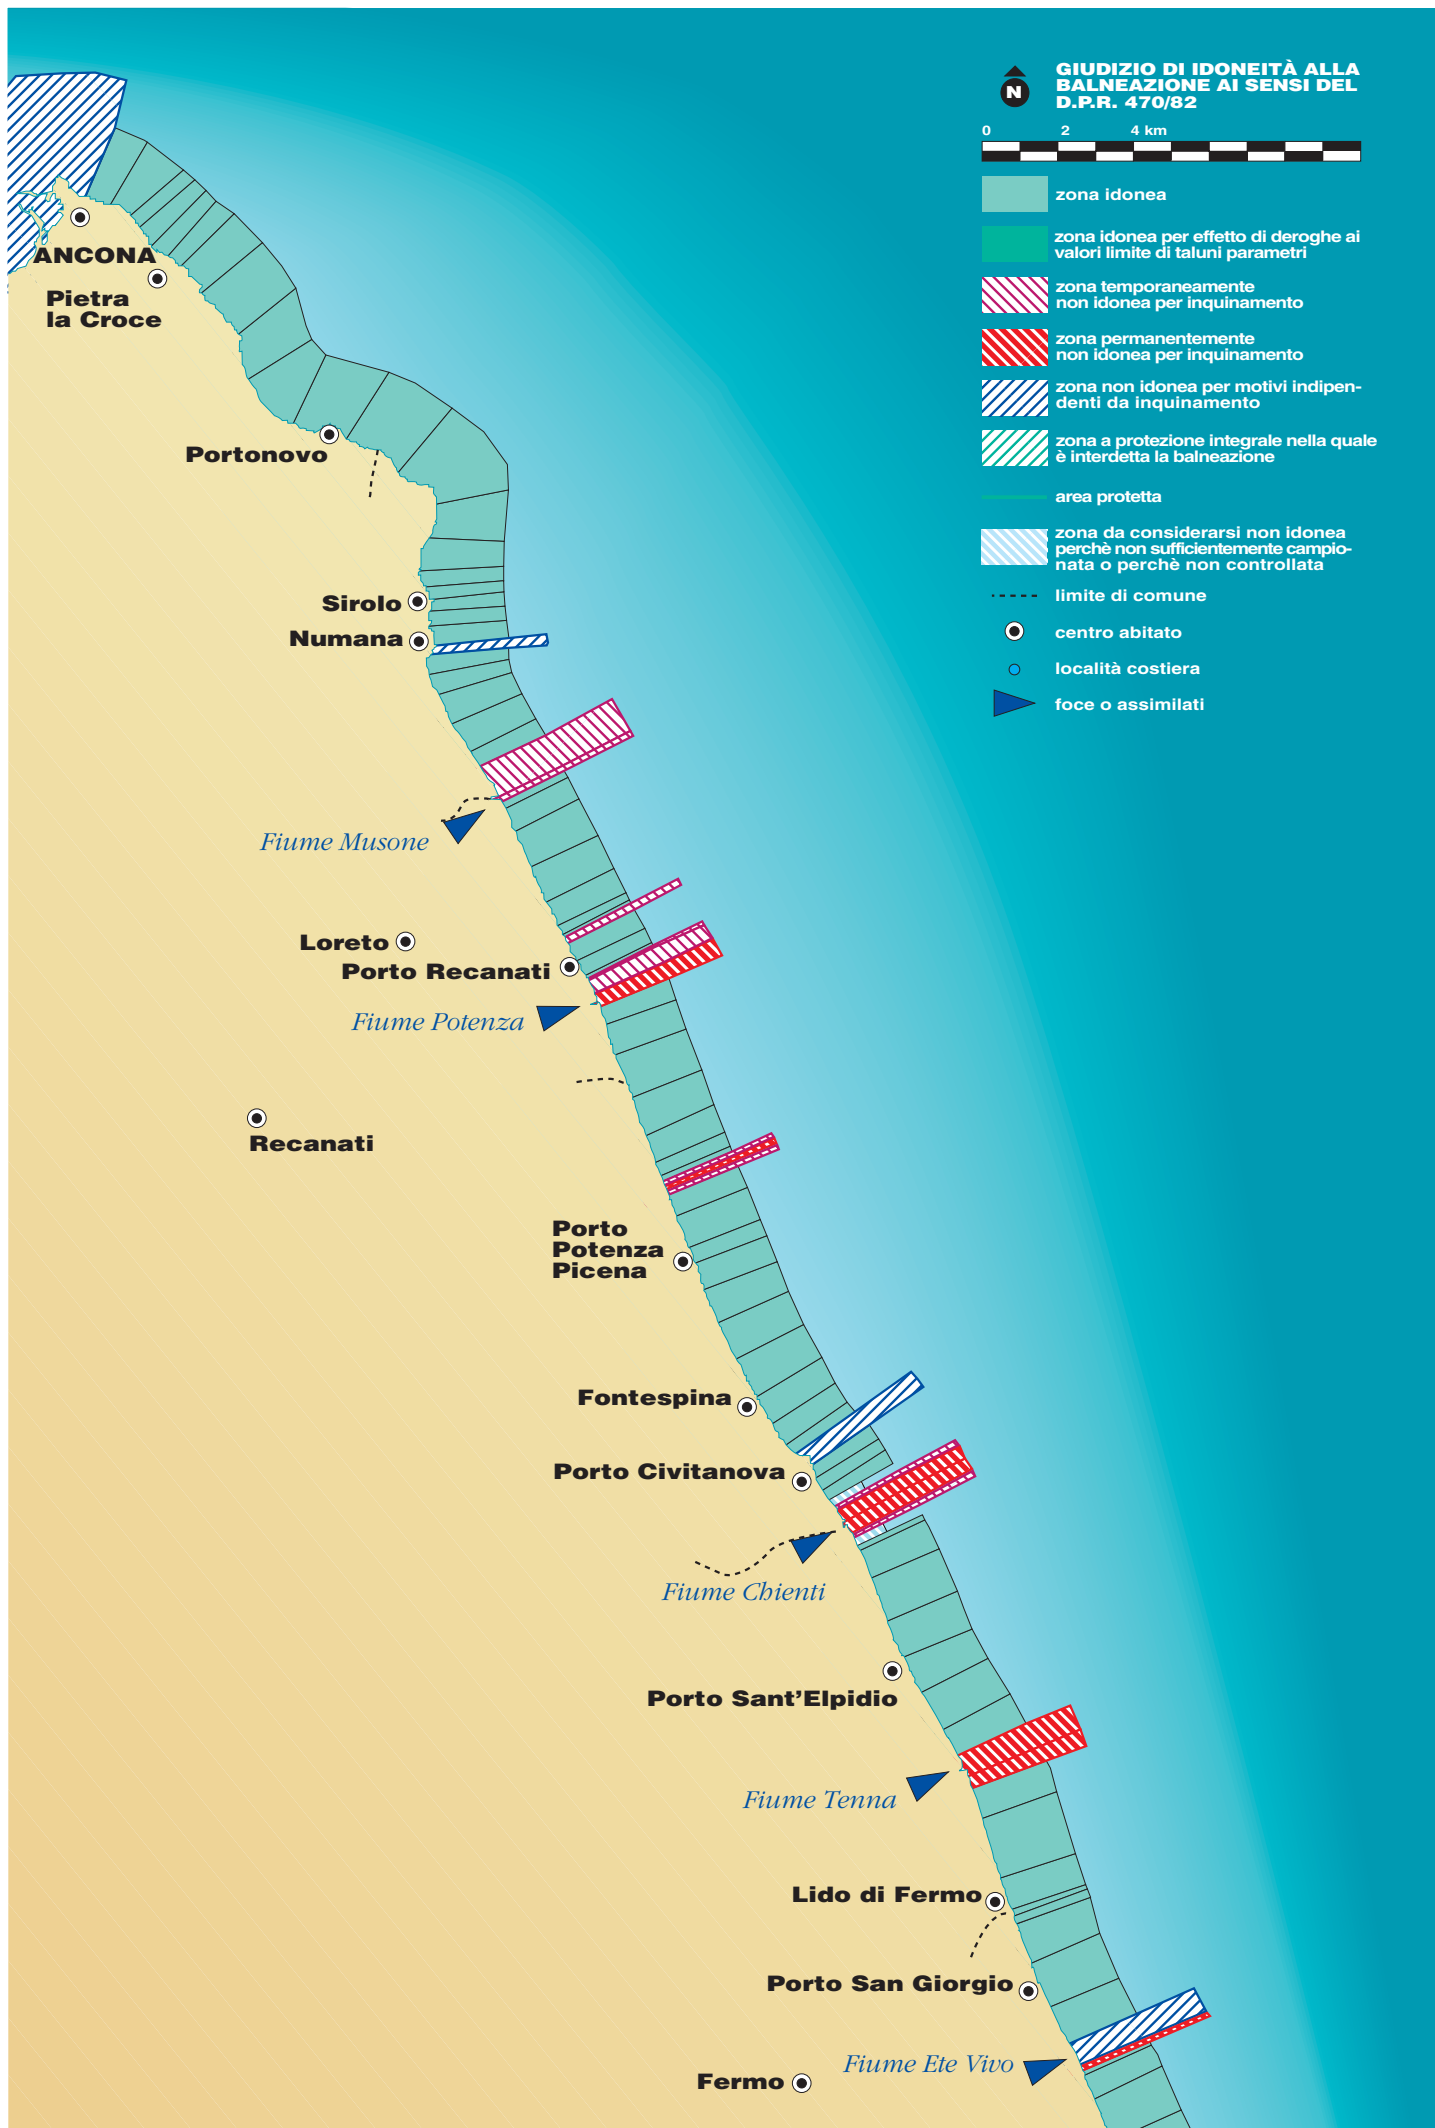 N
GIUDIZIO DI IDONEITÀ ALLA
BALNEAZIONE AI SENSI DEL
D.P.R. 470/82
0 2 4 km
zona idonea
zona idonea per effetto di deroghe ai
valori limite di taluni parametri
zona temporaneamente
non idonea per inquinamento
zona permanentemente
non idonea per inquinamento
zona non idonea per motivi indipen-
denti da inquinamento
zona a protezione integrale nella quale
è interdetta la balneazione
area protetta
zona da considerarsi non idonea
perchè non sufficientemente campio-
nata o perchè non controllata
limite di comune
centro abitato
località costiera
foce o assimilati
ANCONA
Pietra
la Croce
Portonovo
Sirolo
Numana
Fiume Musone
Loreto
Porto Recanati
Fiume Potenza
Recanati
Porto
Potenza
Picena
Fontespina
Porto Civitanova
Fiume Chienti
Porto Sant'Elpidio
Fiume Tenna
Lido di Fermo
Porto San Giorgio
Fiume Ete Vivo
Fermo